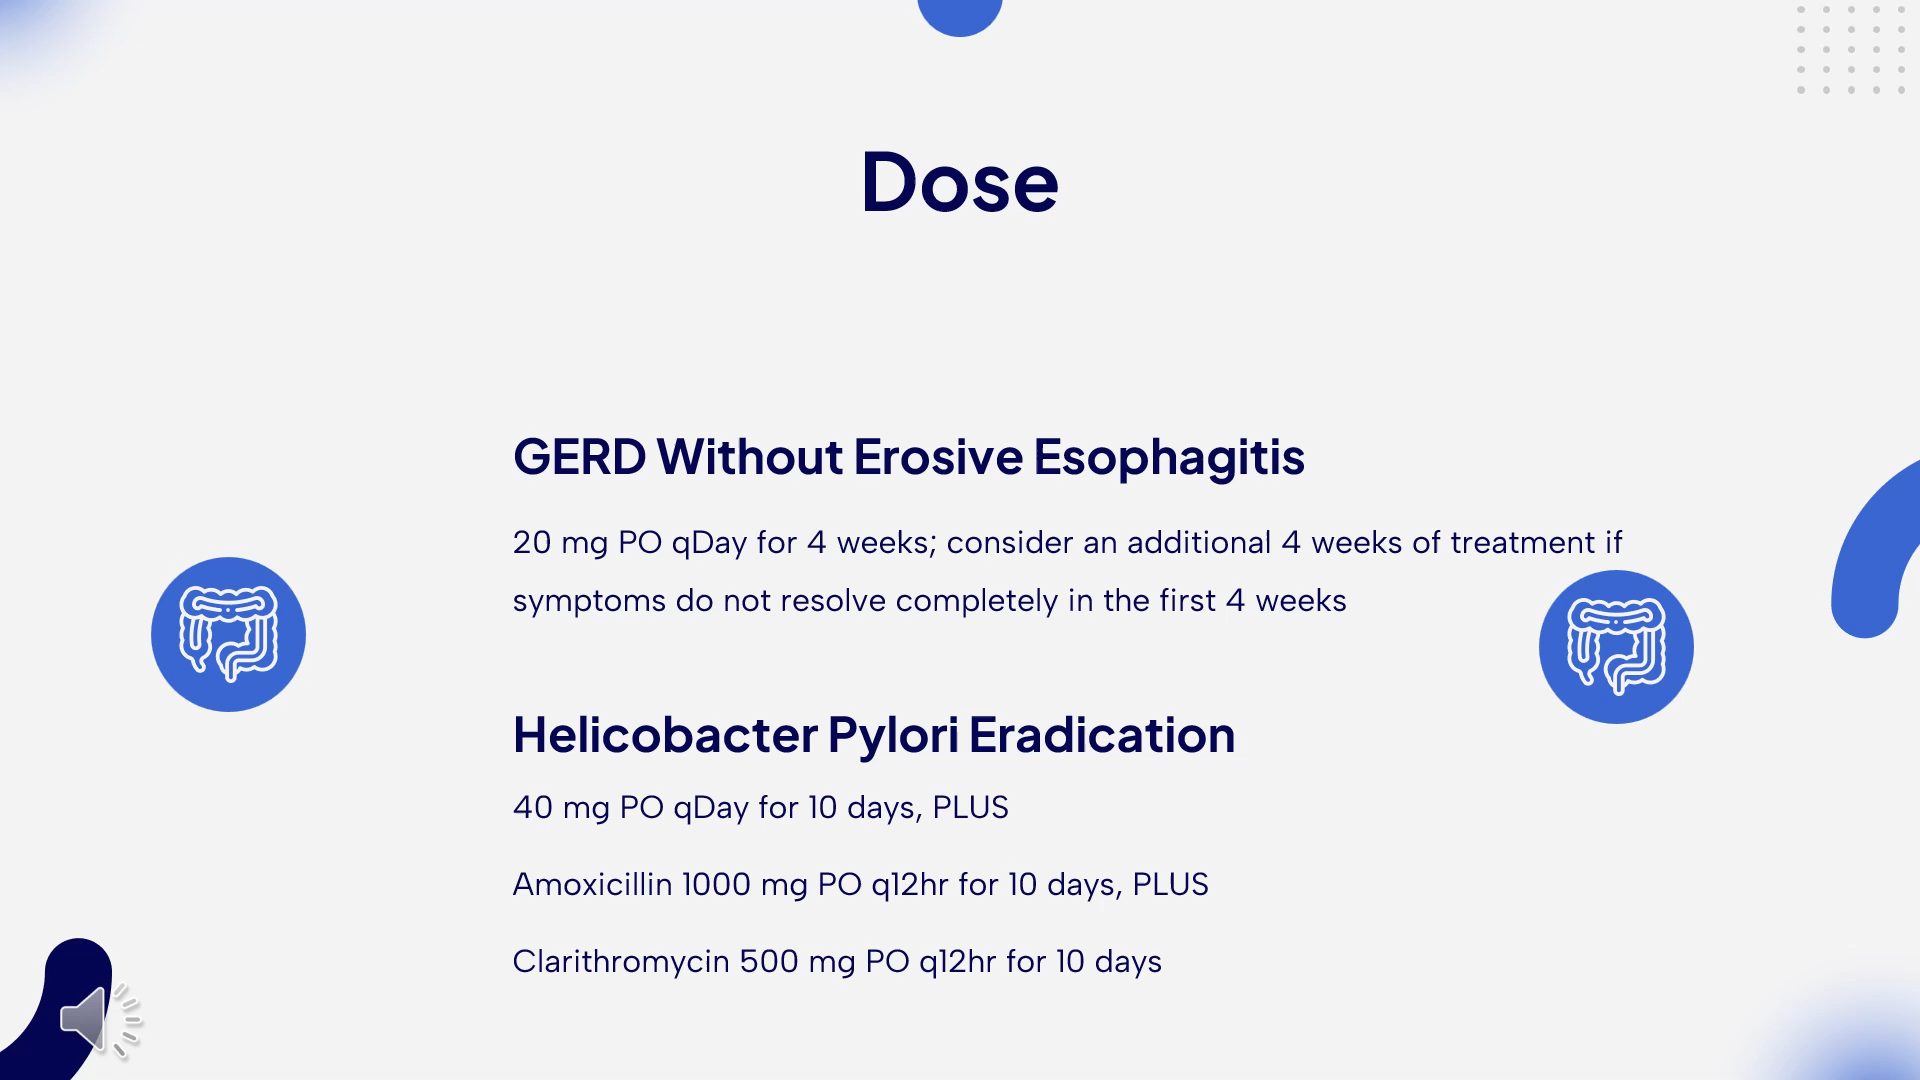 Dose
GERD Without Erosive Esophagitis
20 mg PO qDay for 4 weeks; consider an additional 4 weeks of treatment if
symptoms do not resolve completely in the first 4 weeks
Helicobacter Pylori Eradication
40 mg PO qDay for 10 days, PLUS
Amoxicillin 1000 mg PO q12hr for 10 days, PLUS
Clarithromycin 500 mg PO q12hr for 10 days